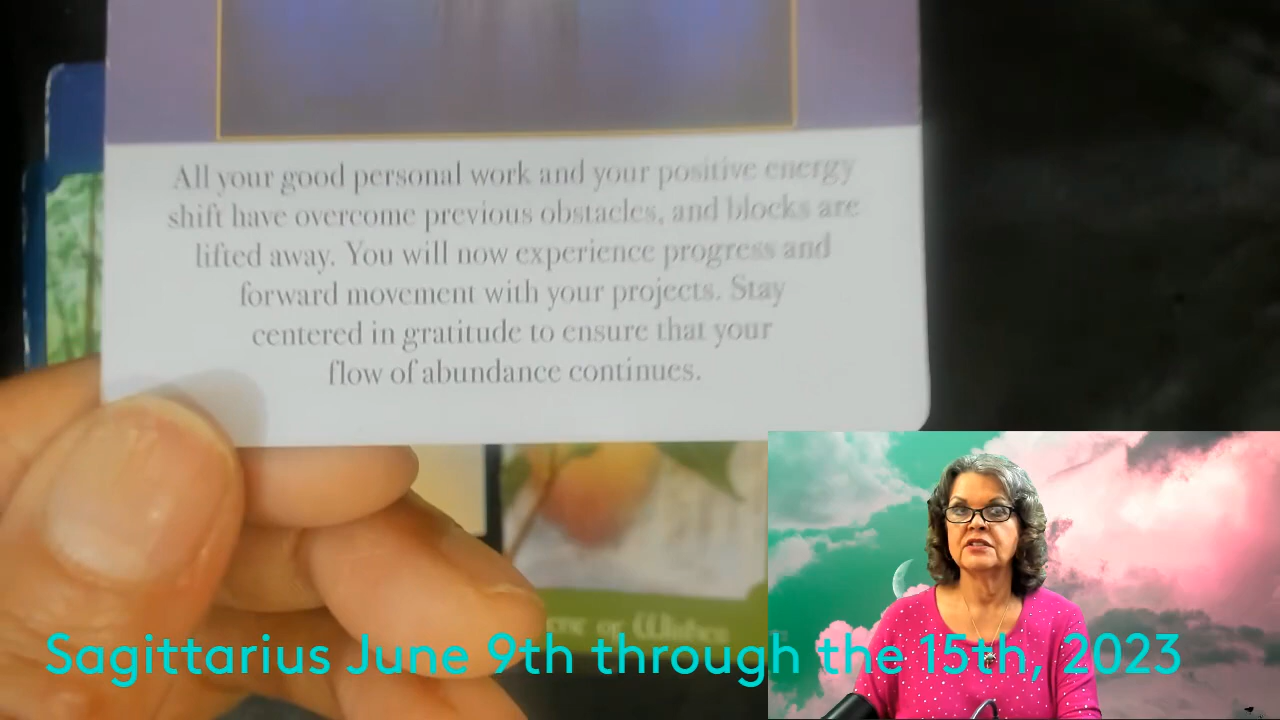 All your good personal work and your positive energy
shift have overcome previous obstacles, and blocks are
lifted away. You will now experience progress and
forward movement with your projects. Stay
centered in gratitude to ensure that your
flow of abundance continues.
of Wishes
Sagittarius June 9th through the 15th, 2023